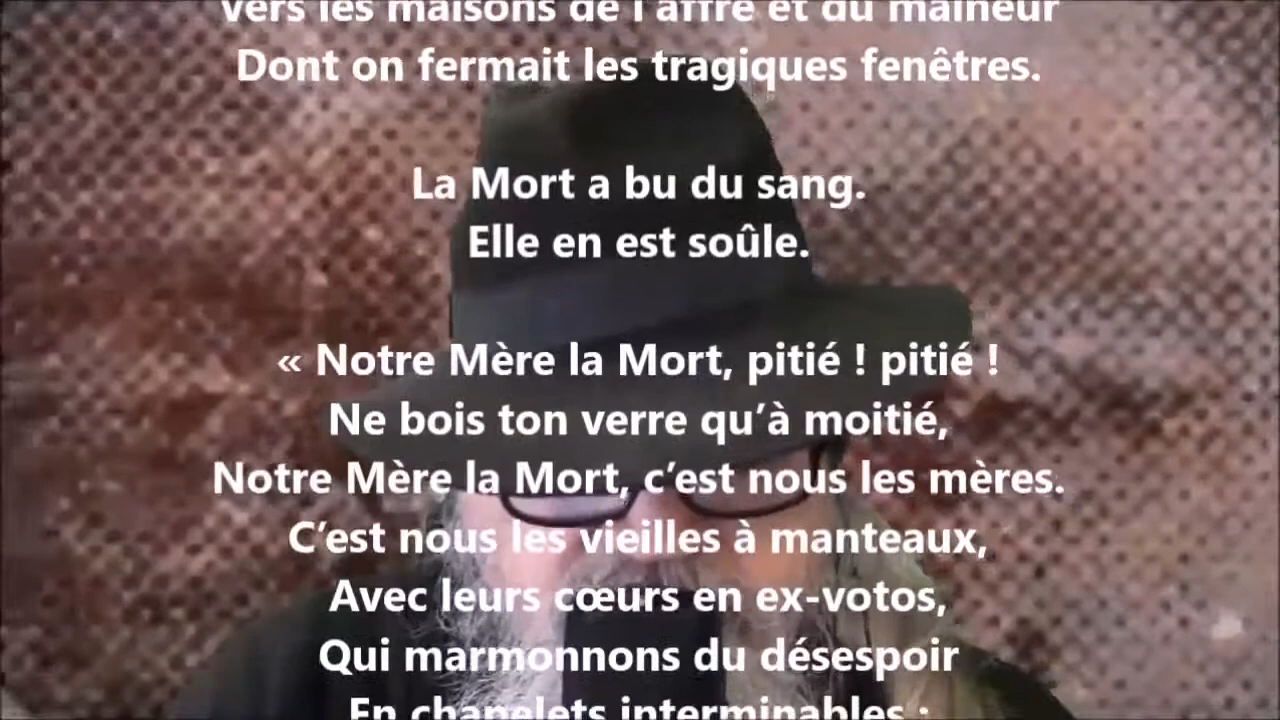 vers les maisons de l'affre et du malheur
Dont on fermait les tragiques fenêtres.
La Mort a bu du sang.
Elle en est soûle.
« Notre Mère la Mort, pitié ! pitié !
Ne bois ton verre qu’à moitié,
Notre Mère la Mort, c’est nous les mères.
C’est nous les vieilles à manteaux,
Avec leurs cœurs en ex-votos,
Qui marmonnons du désespoir
En chapelets interminables ;